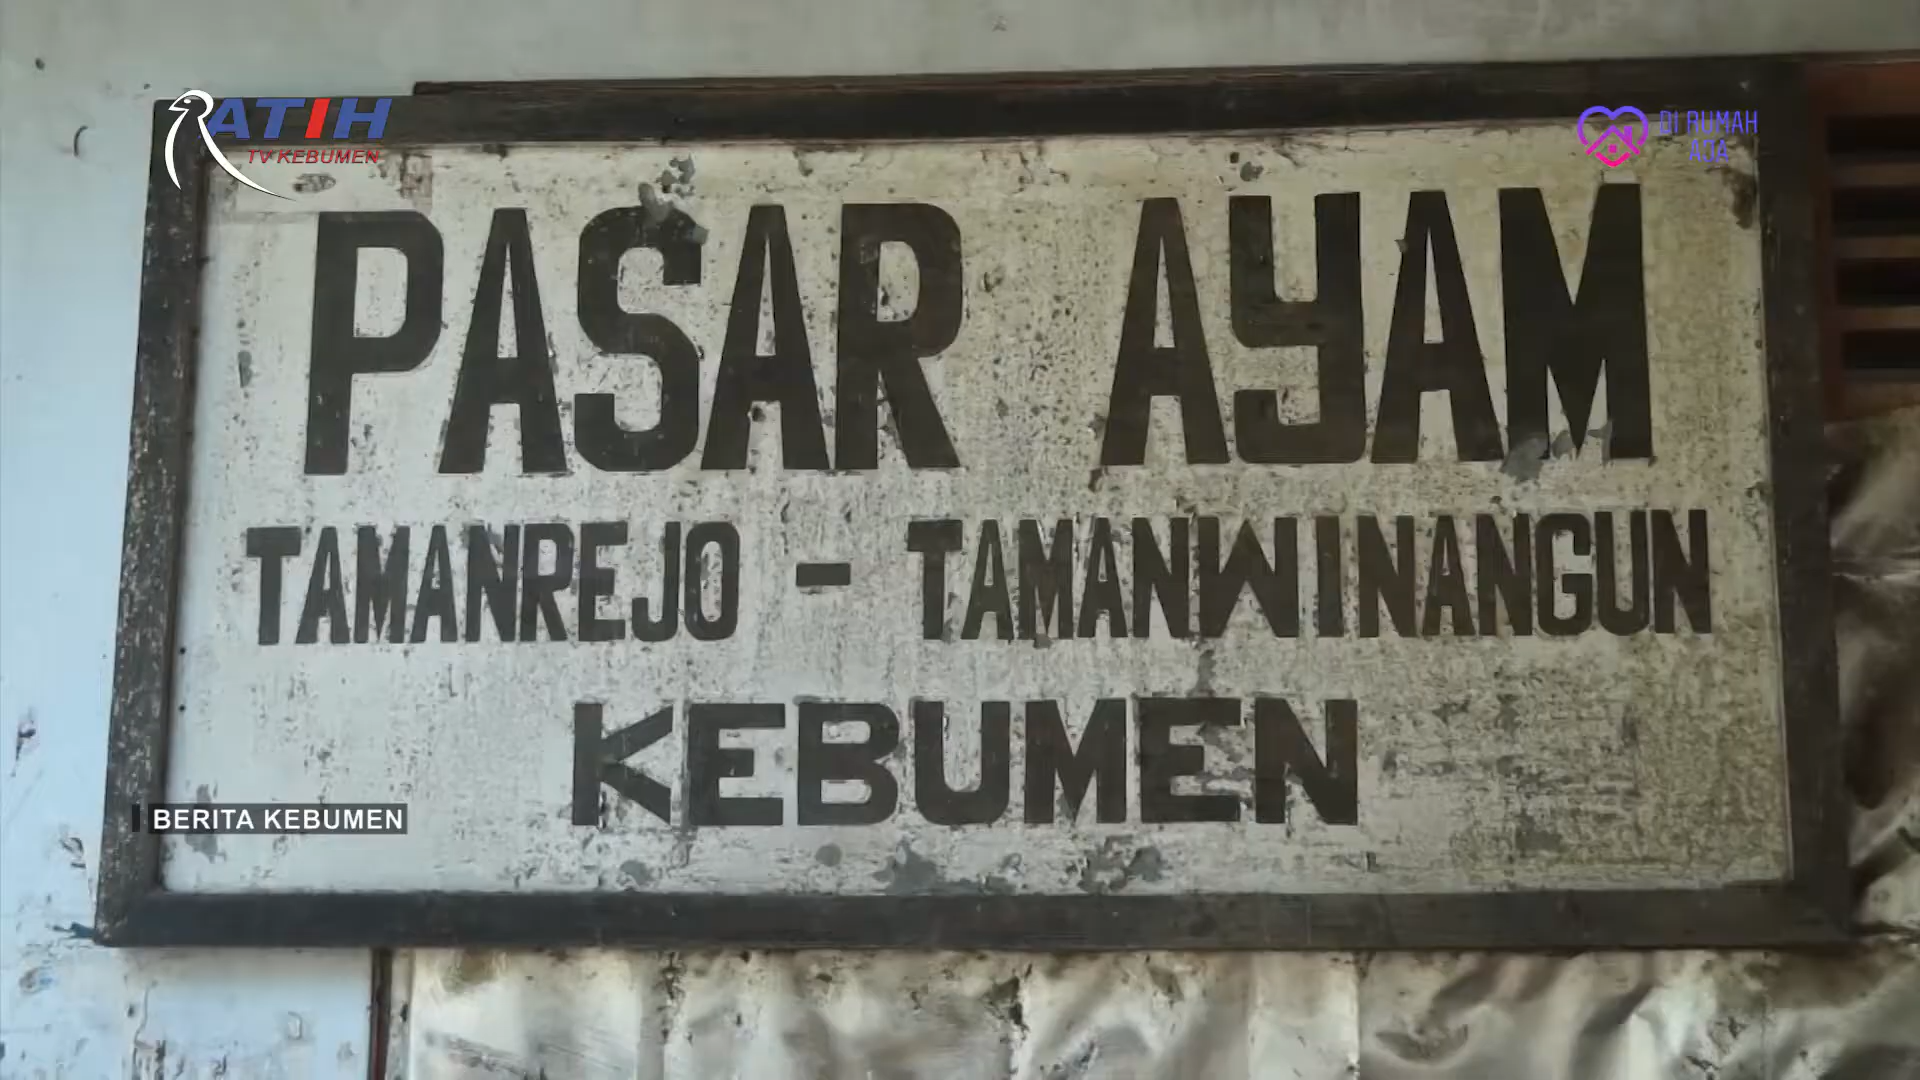 RATIH
TV KEBUMEN
DI RUMAH
AJA
PASAR AYAM
TAMANREJO - TAMANWINANGUN
KEBUMEN
BERITA KEBUMEN